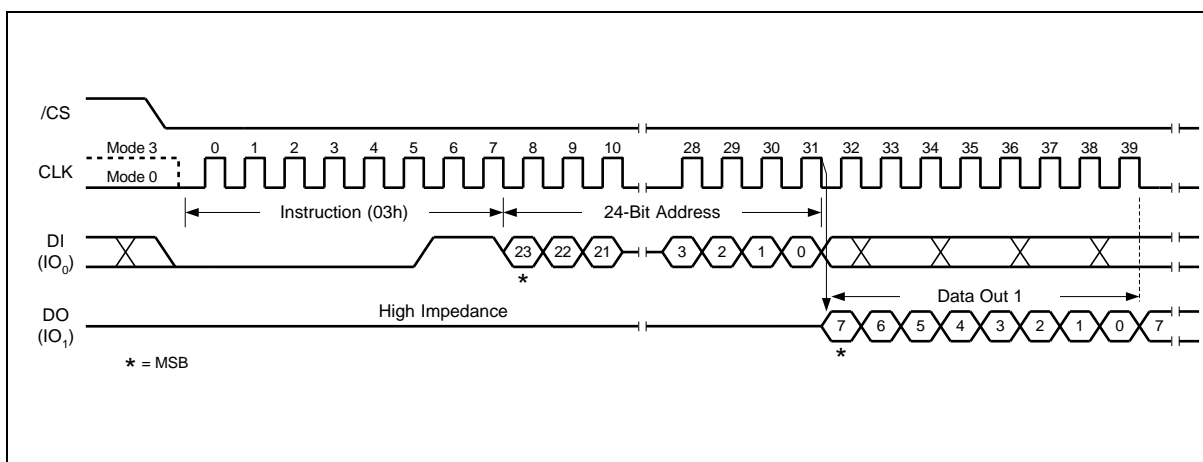 /CS
Mode 3
CLK
Mode 0
0 1 2 3 4 5 6 7 8 9 10 28 29 30 31 32 33 34 35 36 37 38 39
Instruction (03h) 24-Bit Address
DI
(IO₀)
23 22 21 3 2 1 0
*
Data Out 1
DO
(IO₁)
High Impedance
7 6 5 4 3 2 1 0 7
*
* = MSB